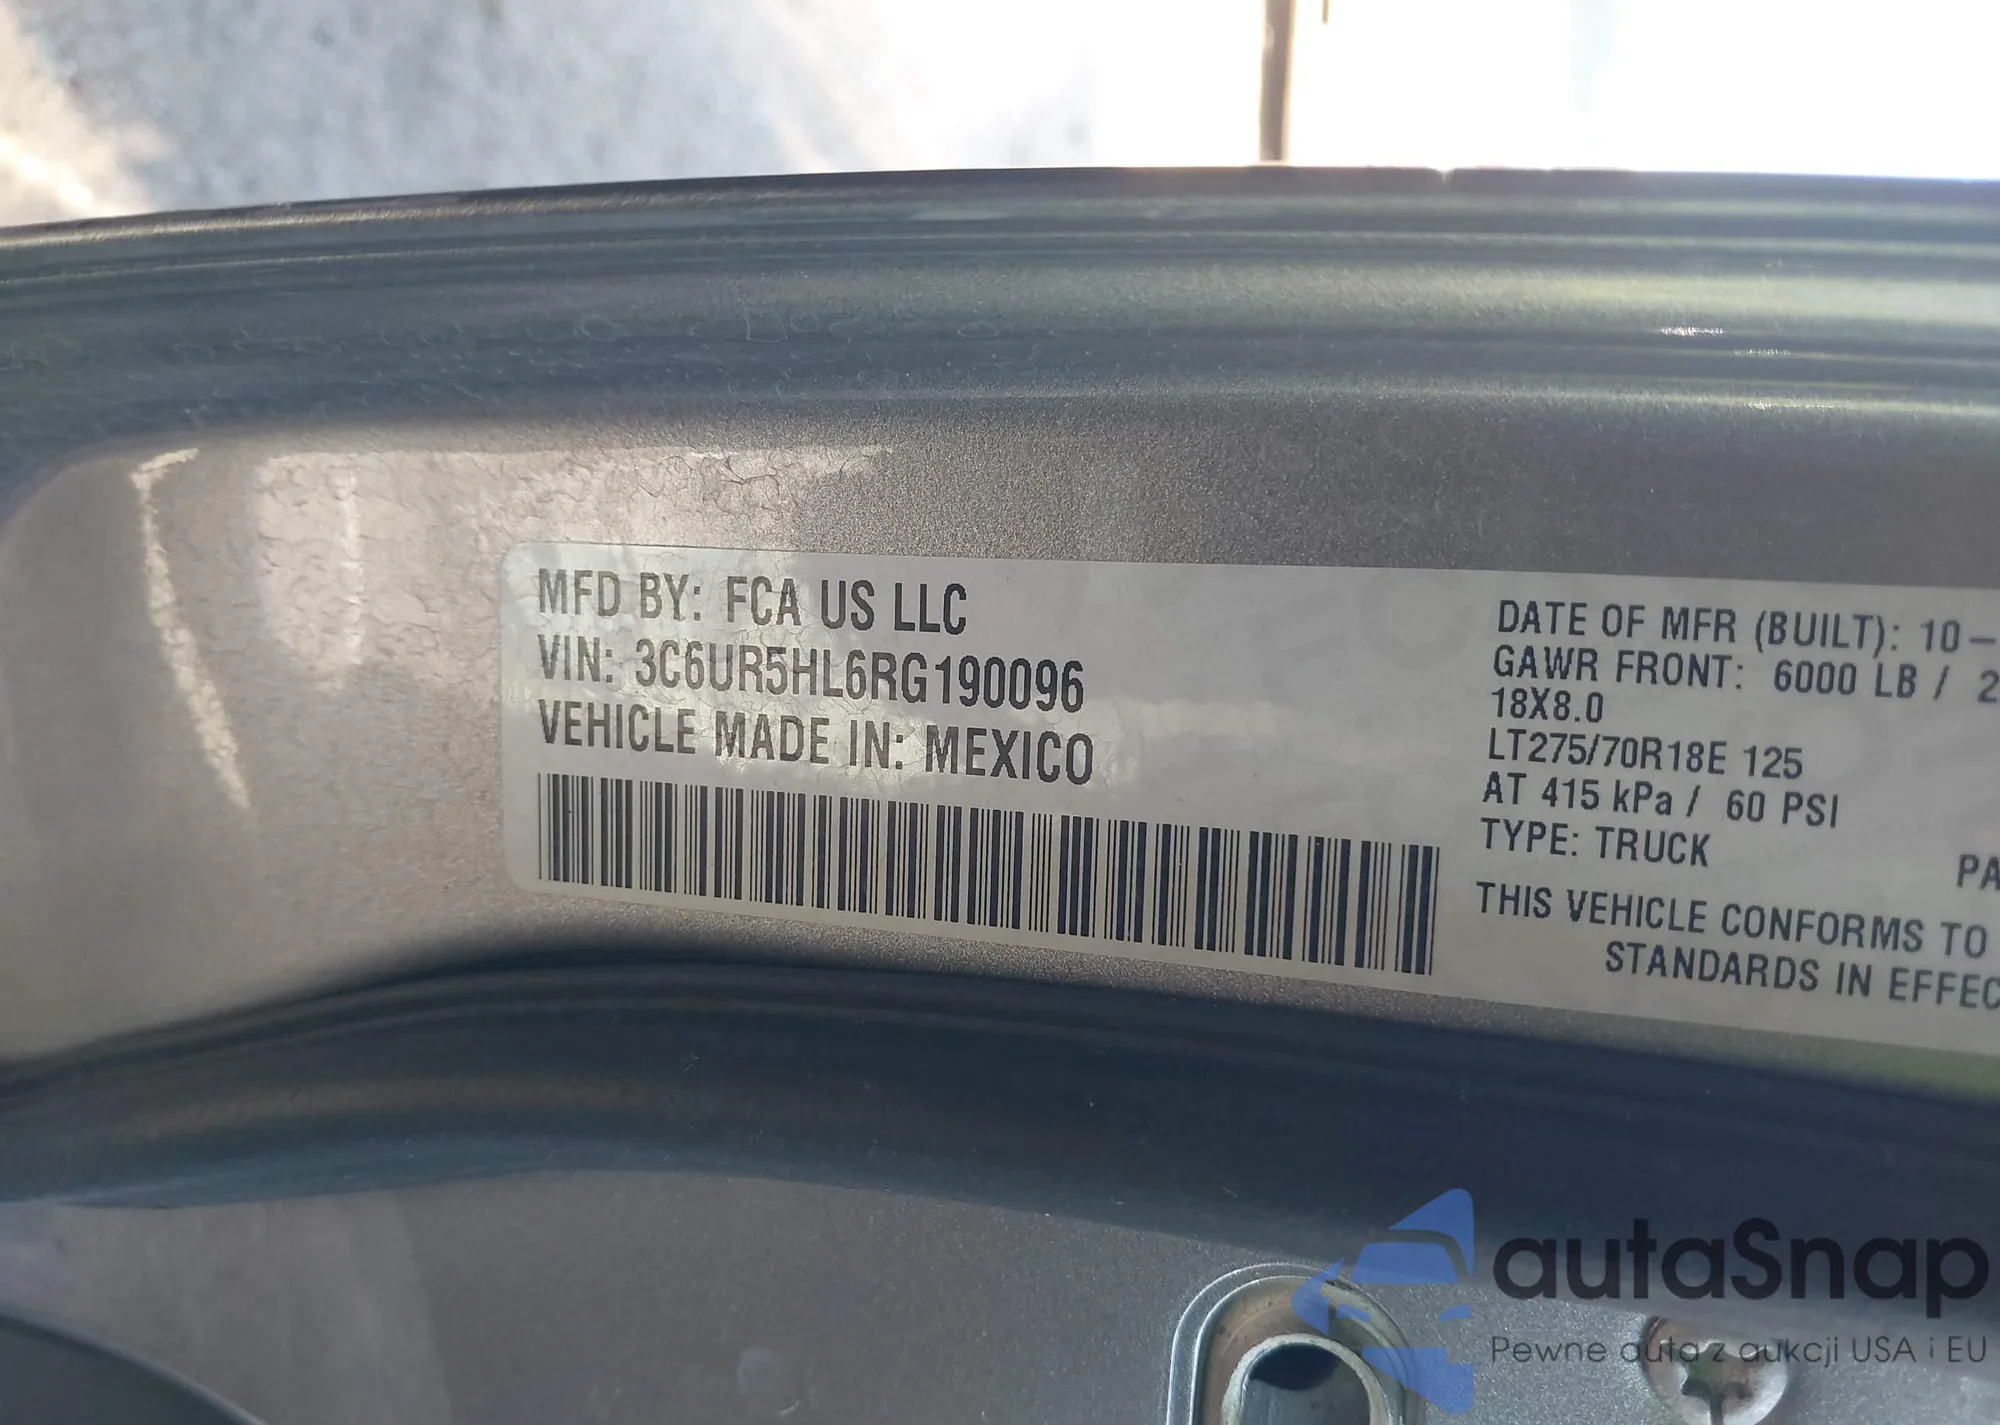 MFD BY: FCA US LLC
VIN: 3C6UR5HL6RG190096
VEHICLE MADE IN: MEXICO
DATE OF MFR (BUILT): 10-
GAWR FRONT: 6000 LB / 2
18X8.0
LT275/70R18E 125
AT 415 kPa / 60 PSI
TYPE: TRUCK
PA
THIS VEHICLE CONFORMS TO
STANDARDS IN EFFEC
autaSnap
Pewne auta z aukcji USA i EU